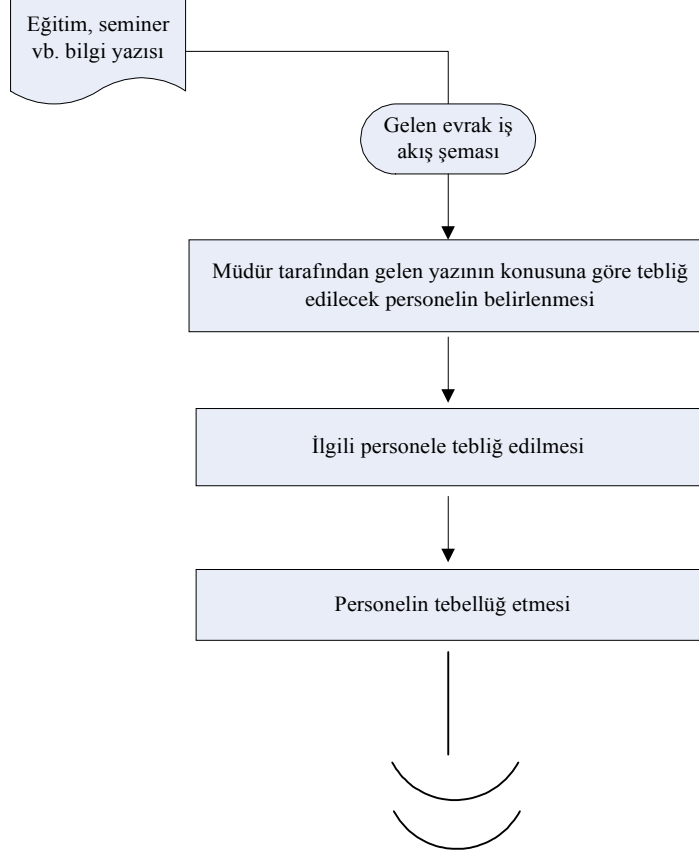 Eğitim, seminer
vb. bilgi yazısı
Gelen evrak iş
akış şeması
Müdür tarafından gelen yazının konusuna göre tebliğ
edilecek personelin belirlenmesi
İlgili personele tebliğ edilmesi
Personelin tebellüğ etmesi